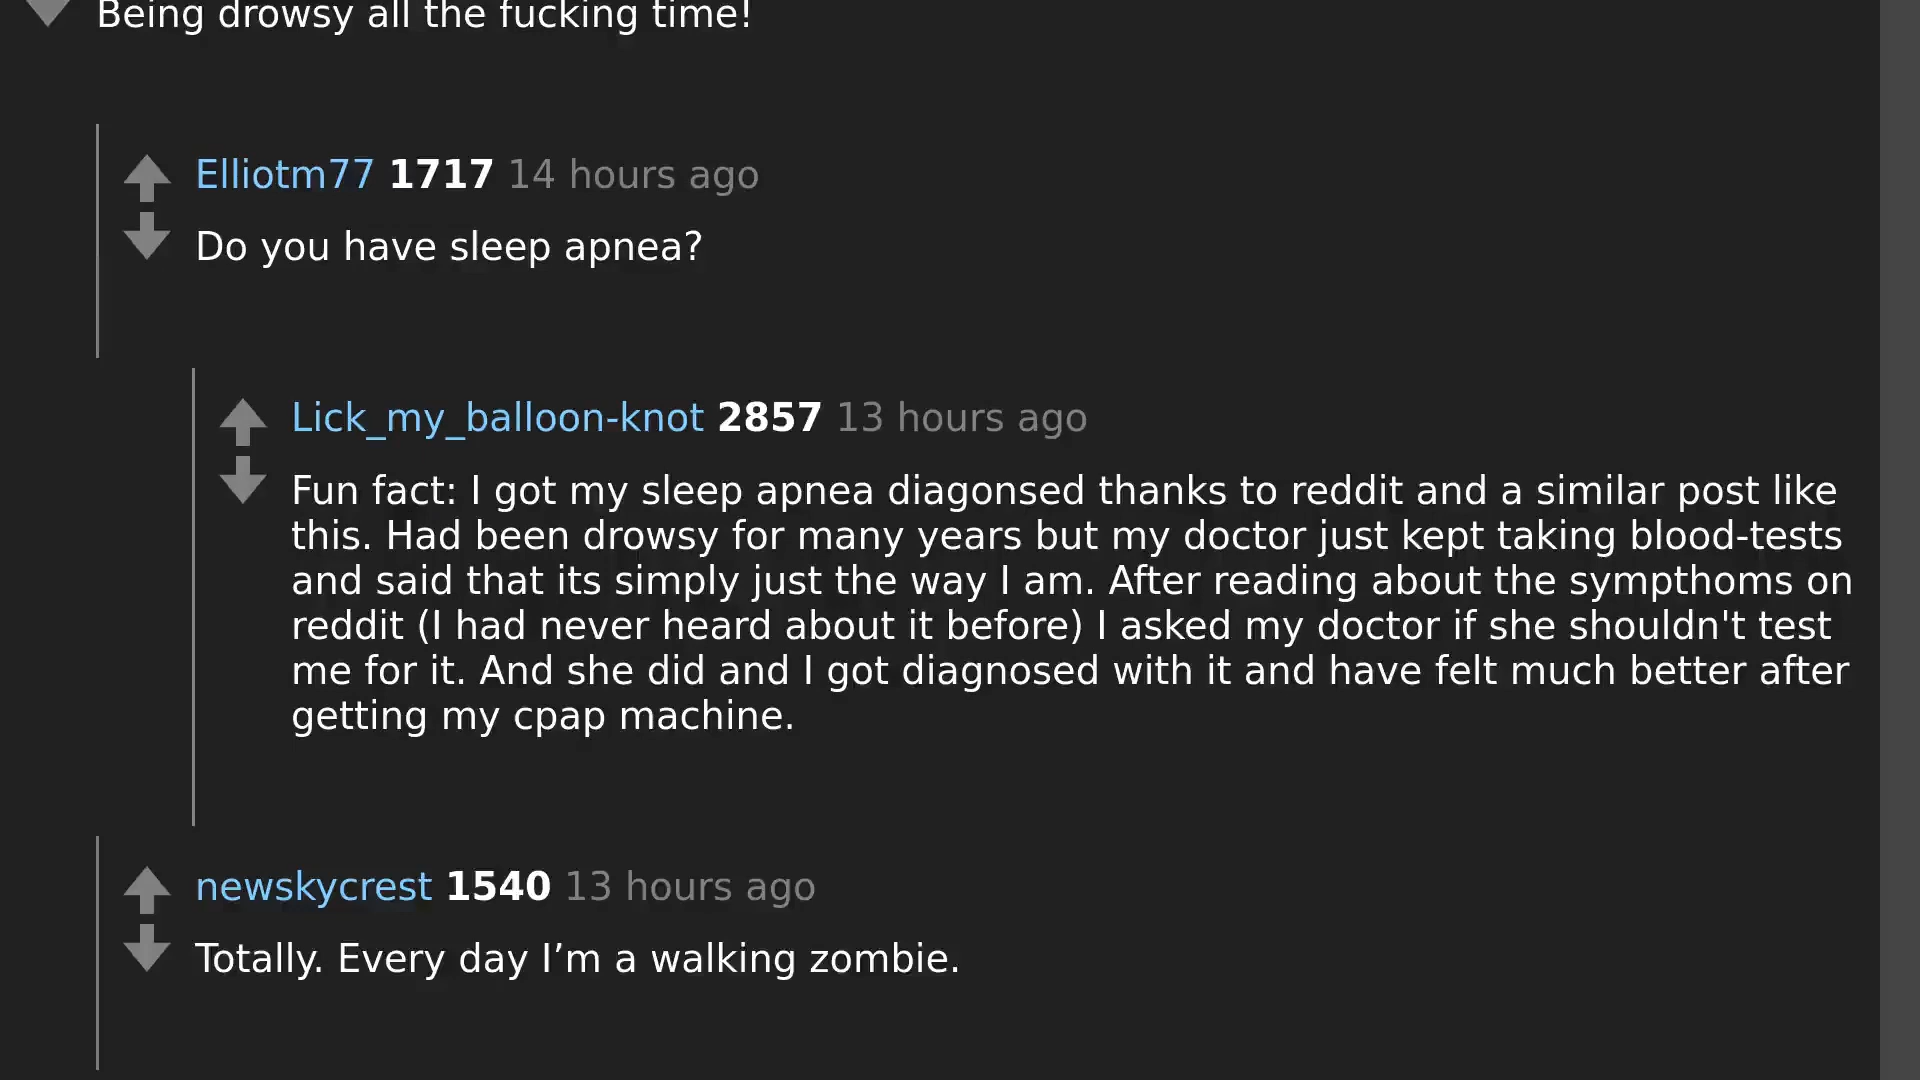 Being drowsy all the fucking time!
Elliotm77 1717 14 hours ago
Do you have sleep apnea?
Lick_my_balloon-knot 2857 13 hours ago
Fun fact: I got my sleep apnea diagonsed thanks to reddit and a similar post like
this. Had been drowsy for many years but my doctor just kept taking blood-tests
and said that its simply just the way I am. After reading about the sympthoms on
reddit (I had never heard about it before) I asked my doctor if she shouldn't test
me for it. And she did and I got diagnosed with it and have felt much better after
getting my cpap machine.
newskycrest 1540 13 hours ago
Totally. Every day I’m a walking zombie.